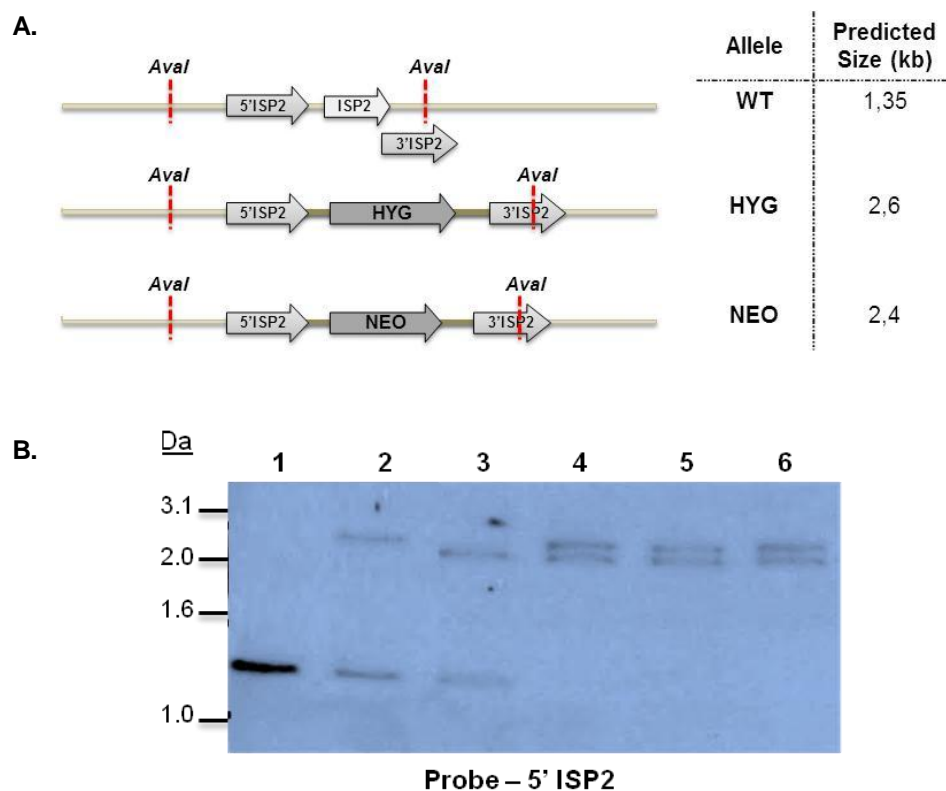 A.
Allele Predicted Size (kb)
AvaI AvaI
5'ISP2 ISP2
3'ISP2
WT 1,35
AvaI AvaI
5'ISP2 HYG 3'ISP2
HYG 2,6
AvaI AvaI
5'ISP2 NEO 3'ISP2
NEO 2,4
B.
Da
1 2 3 4 5 6
3.1
2.0
1.6
1.0
Probe – 5' ISP2